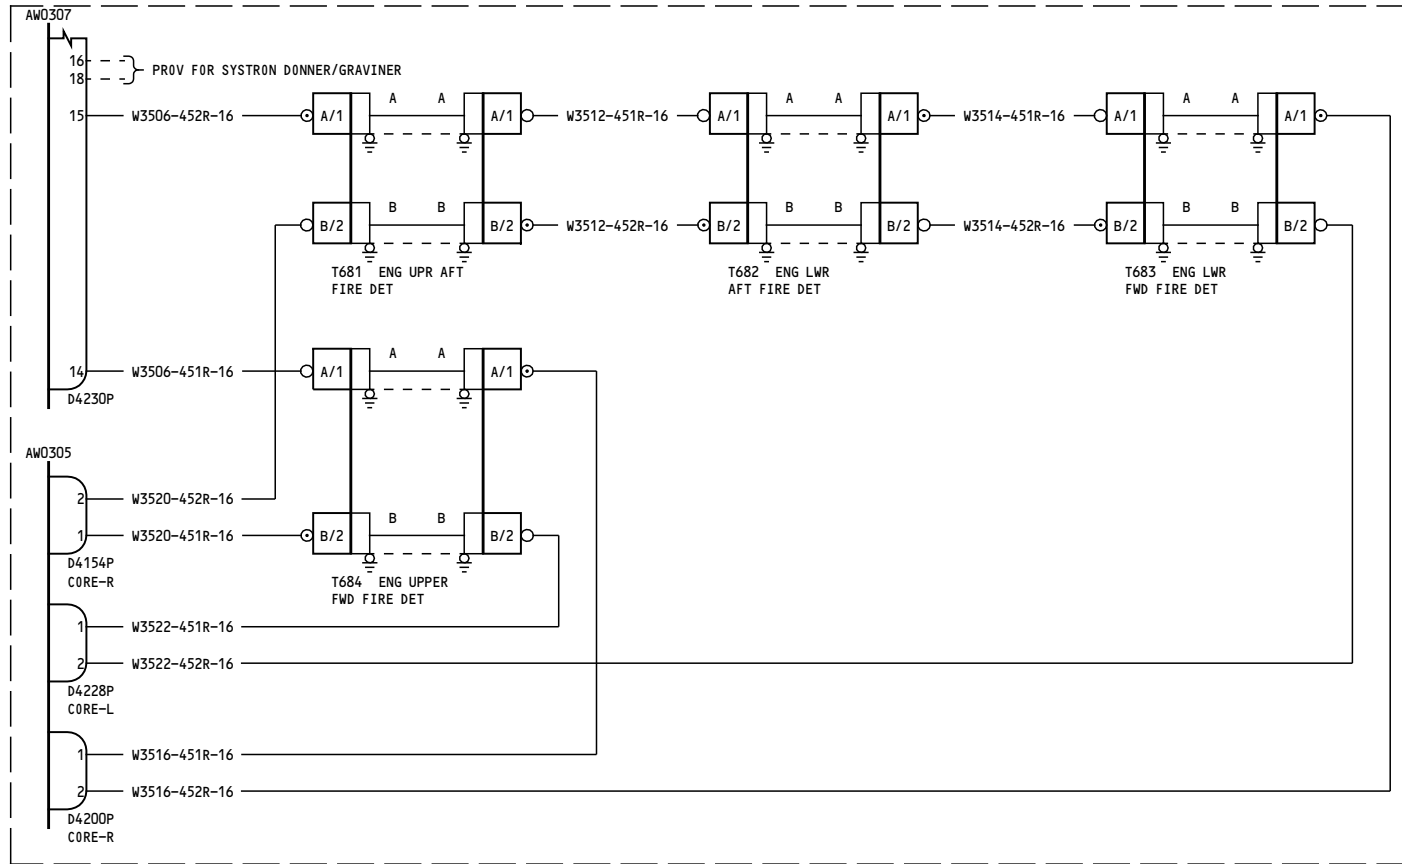 AW0307
16
18
PROV FOR SYSTRON DONNER/GRAVINER
15 W3506-452R-16 A/1 A A A/1 W3512-451R-16 A/1 A A A/1 W3514-451R-16 A/1 A A A/1
B/2 B B B/2 W3512-452R-16 B/2 B B B/2 W3514-452R-16 B/2 B B B/2
T681 ENG UPR AFT
FIRE DET
T682 ENG LWR
AFT FIRE DET
T683 ENG LWR
FWD FIRE DET
14 W3506-451R-16 A/1 A A A/1
D4230P
AW0305
2 W3520-452R-16
1 W3520-451R-16 B/2 B B B/2
D4154P
CORE-R
T684 ENG UPPER
FWD FIRE DET
1 W3522-451R-16
2 W3522-452R-16
D4228P
CORE-L
1 W3516-451R-16
2 W3516-452R-16
D4200P
CORE-R